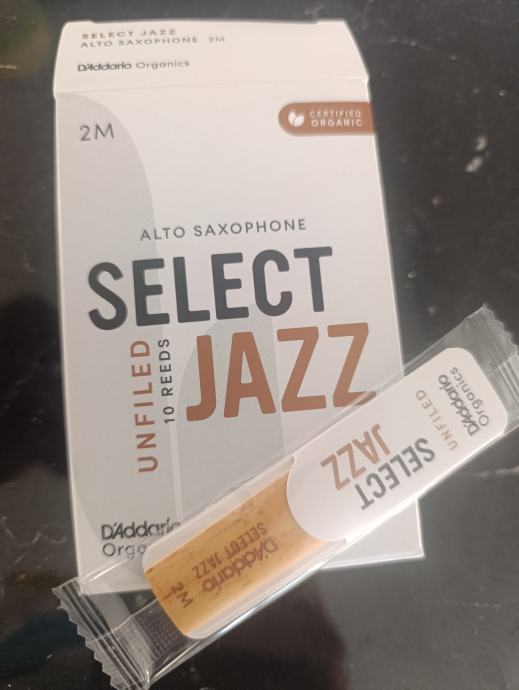 SELECT JAZZ
ALTO SAXOPHONE 2M
D'Addario Organics
2M
CERTIFIED
ORGANIC
ALTO SAXOPHONE
SELECT
JAZZ
UNFILED
10 REEDS
D'Addario
Orga
D'Addario
Organics
UNFILED
SELECT
JAZZ
D'Addario
SELECT JAZZ
2M